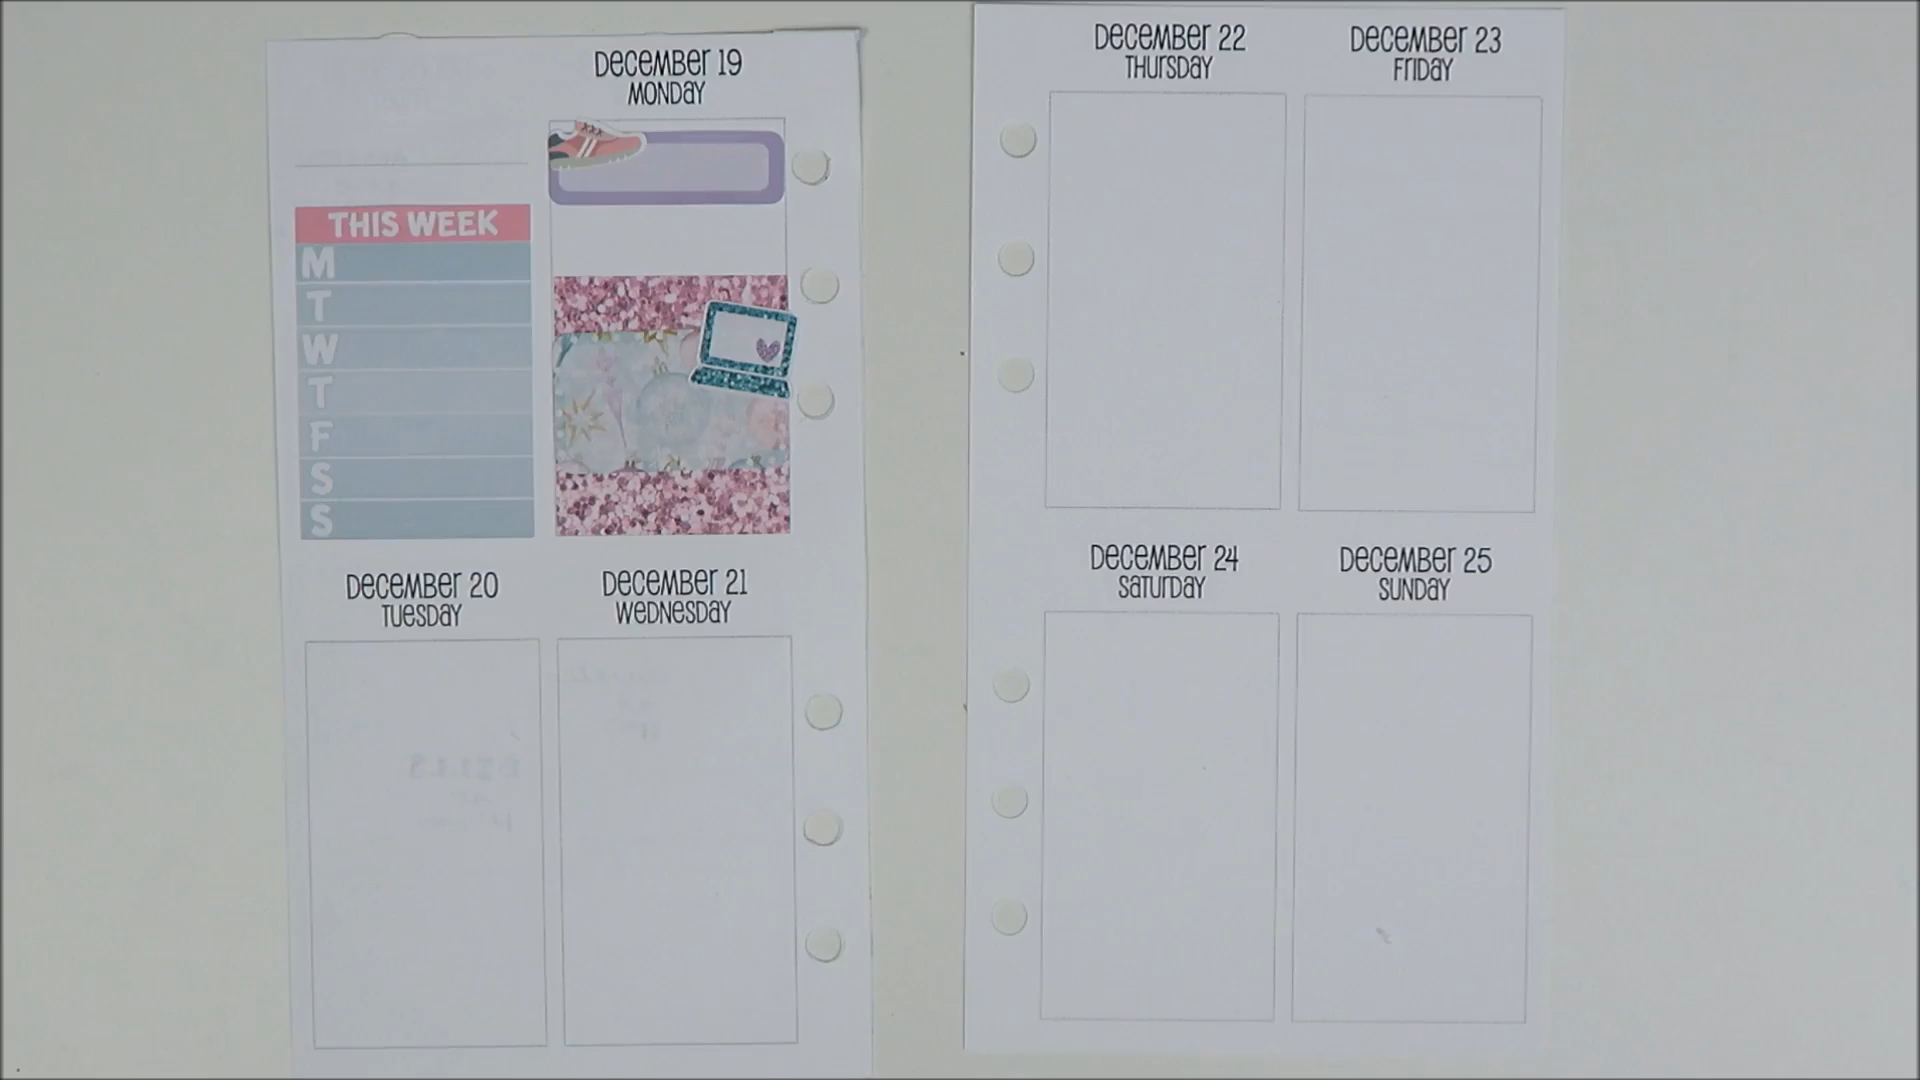 December 19
Monday
THIS WEEK
M
T
W
T
F
S
S
December 20
Tuesday
December 21
Wednesday
December 22
Thursday
December 23
Friday
December 24
Saturday
December 25
Sunday